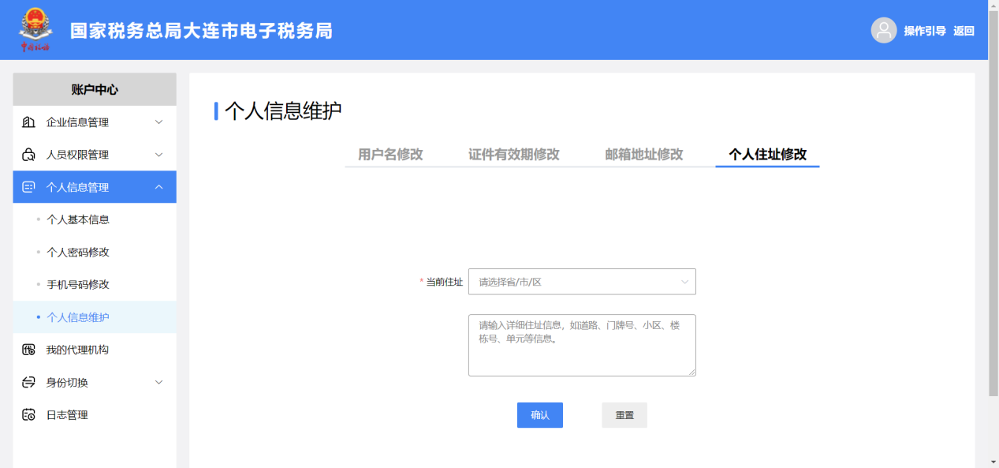 国家税务总局大连市电子税务局
操作引导 返回
账户中心
企业信息管理
人员权限管理
个人信息管理
个人基本信息
个人密码修改
手机号码修改
个人信息维护
我的代理机构
身份切换
日志管理
个人信息维护
用户名修改 证件有效期修改 邮箱地址修改 个人住址修改
* 当前住址 请选择省/市/区
请输入详细住址信息，如道路、门牌号、小区、楼
栋号、单元等信息。
确认 重置